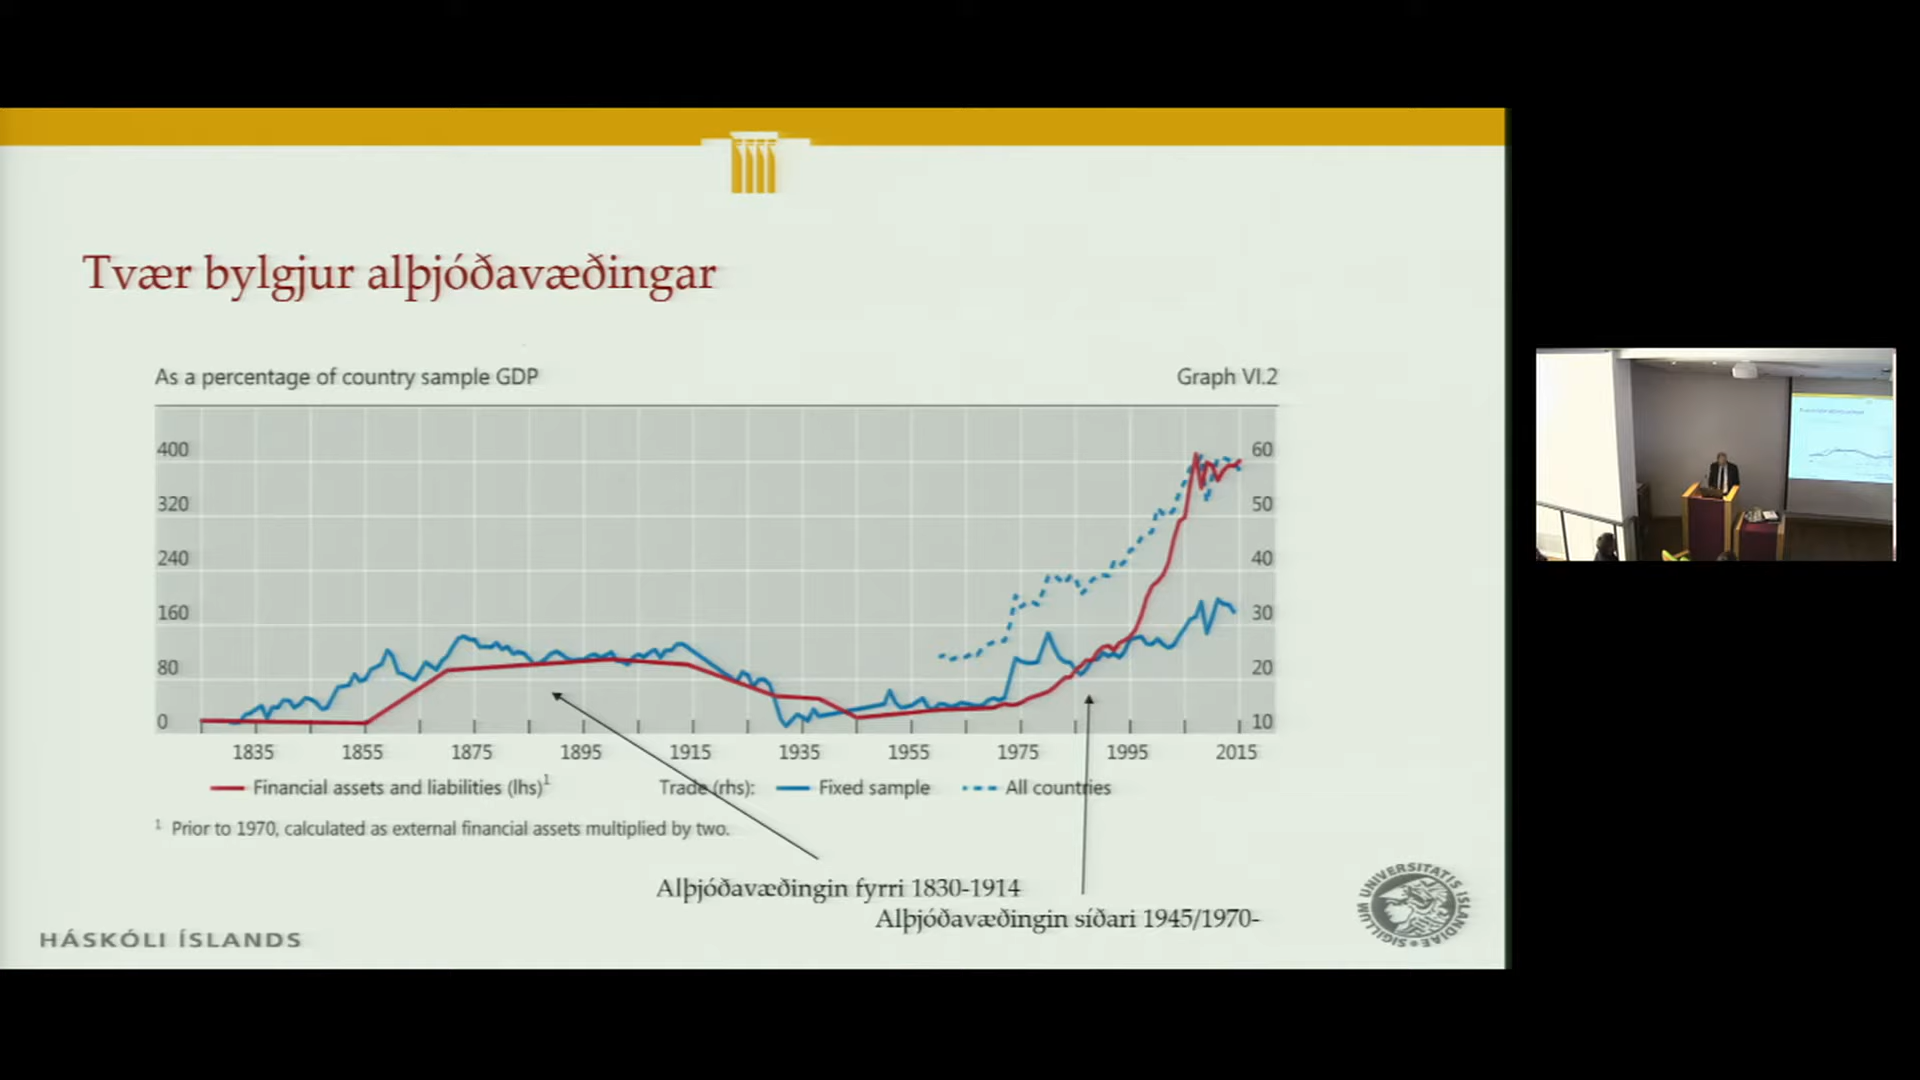 Tvær bylgjur alþjóðavæðingar
As a percentage of country sample GDP
Graph VI.2
400
320
240
160
80
0
60
50
40
30
20
10
1835 1855 1875 1895 1915 1935 1955 1975 1995 2015
Financial assets and liabilities (lhs)¹ Trade (rhs): Fixed sample All countries
¹ Prior to 1970, calculated as external financial assets multiplied by two.
Alþjóðavæðingin fyrri 1830-1914
Alþjóðavæðingin síðari 1945/1970-
HÁSKÓLI ÍSLANDS
SIGILLUM UNIVERSITATIS ISLANDIAE